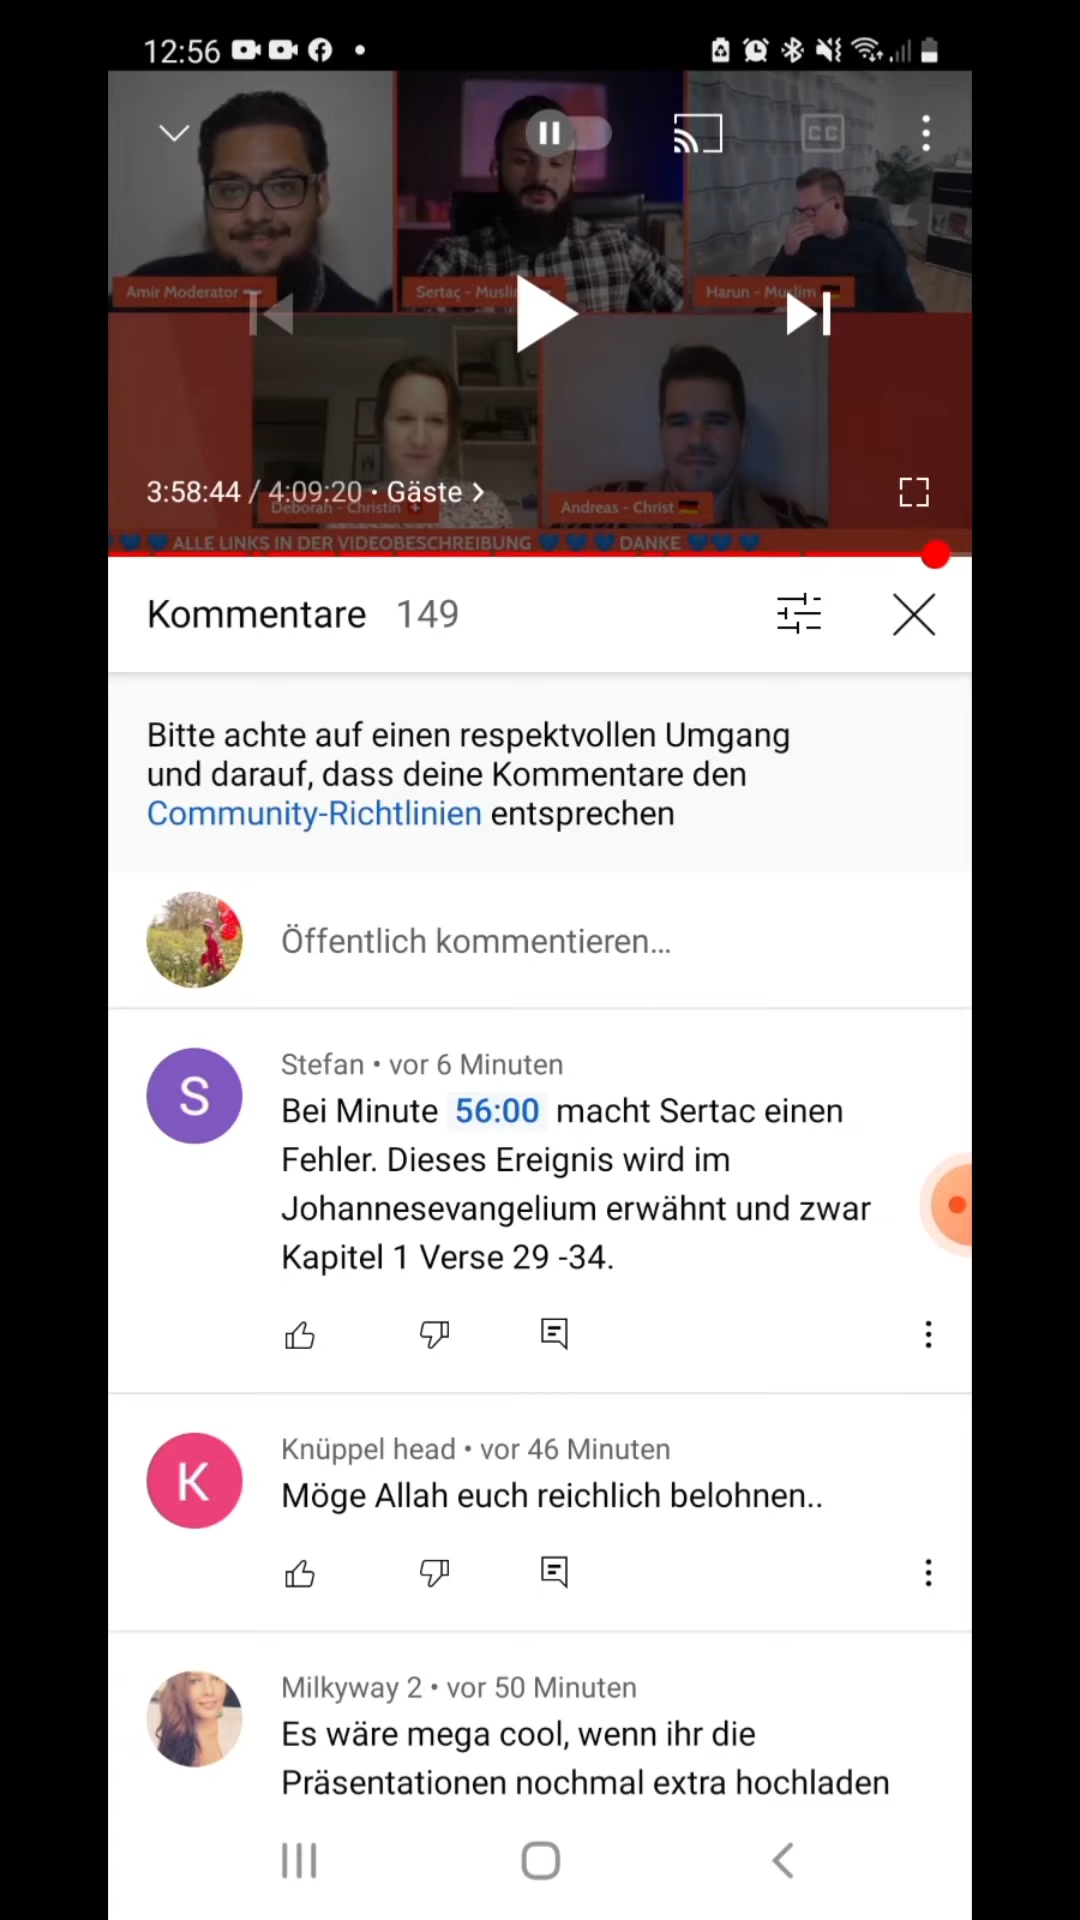 12:56
CC
Amir Moderator
Sertaç - Muslim
Harun - Muslim
3:58:44 / 4:09:20 · Gäste
Deborah - Christin
Andreas - Christ
ALLE LINKS IN DER VIDEOBESCHREIBUNG 💙 💙 💙 DANKE 💙 💙 💙
Kommentare 149
Bitte achte auf einen respektvollen Umgang
und darauf, dass deine Kommentare den
Community-Richtlinien entsprechen
Öffentlich kommentieren...
S
Stefan • vor 6 Minuten
Bei Minute 56:00 macht Sertac einen
Fehler. Dieses Ereignis wird im
Johannesevangelium erwähnt und zwar
Kapitel 1 Verse 29 -34.
K
Knüppel head • vor 46 Minuten
Möge Allah euch reichlich belohnen..
Milkyway 2 • vor 50 Minuten
Es wäre mega cool, wenn ihr die
Präsentationen nochmal extra hochladen